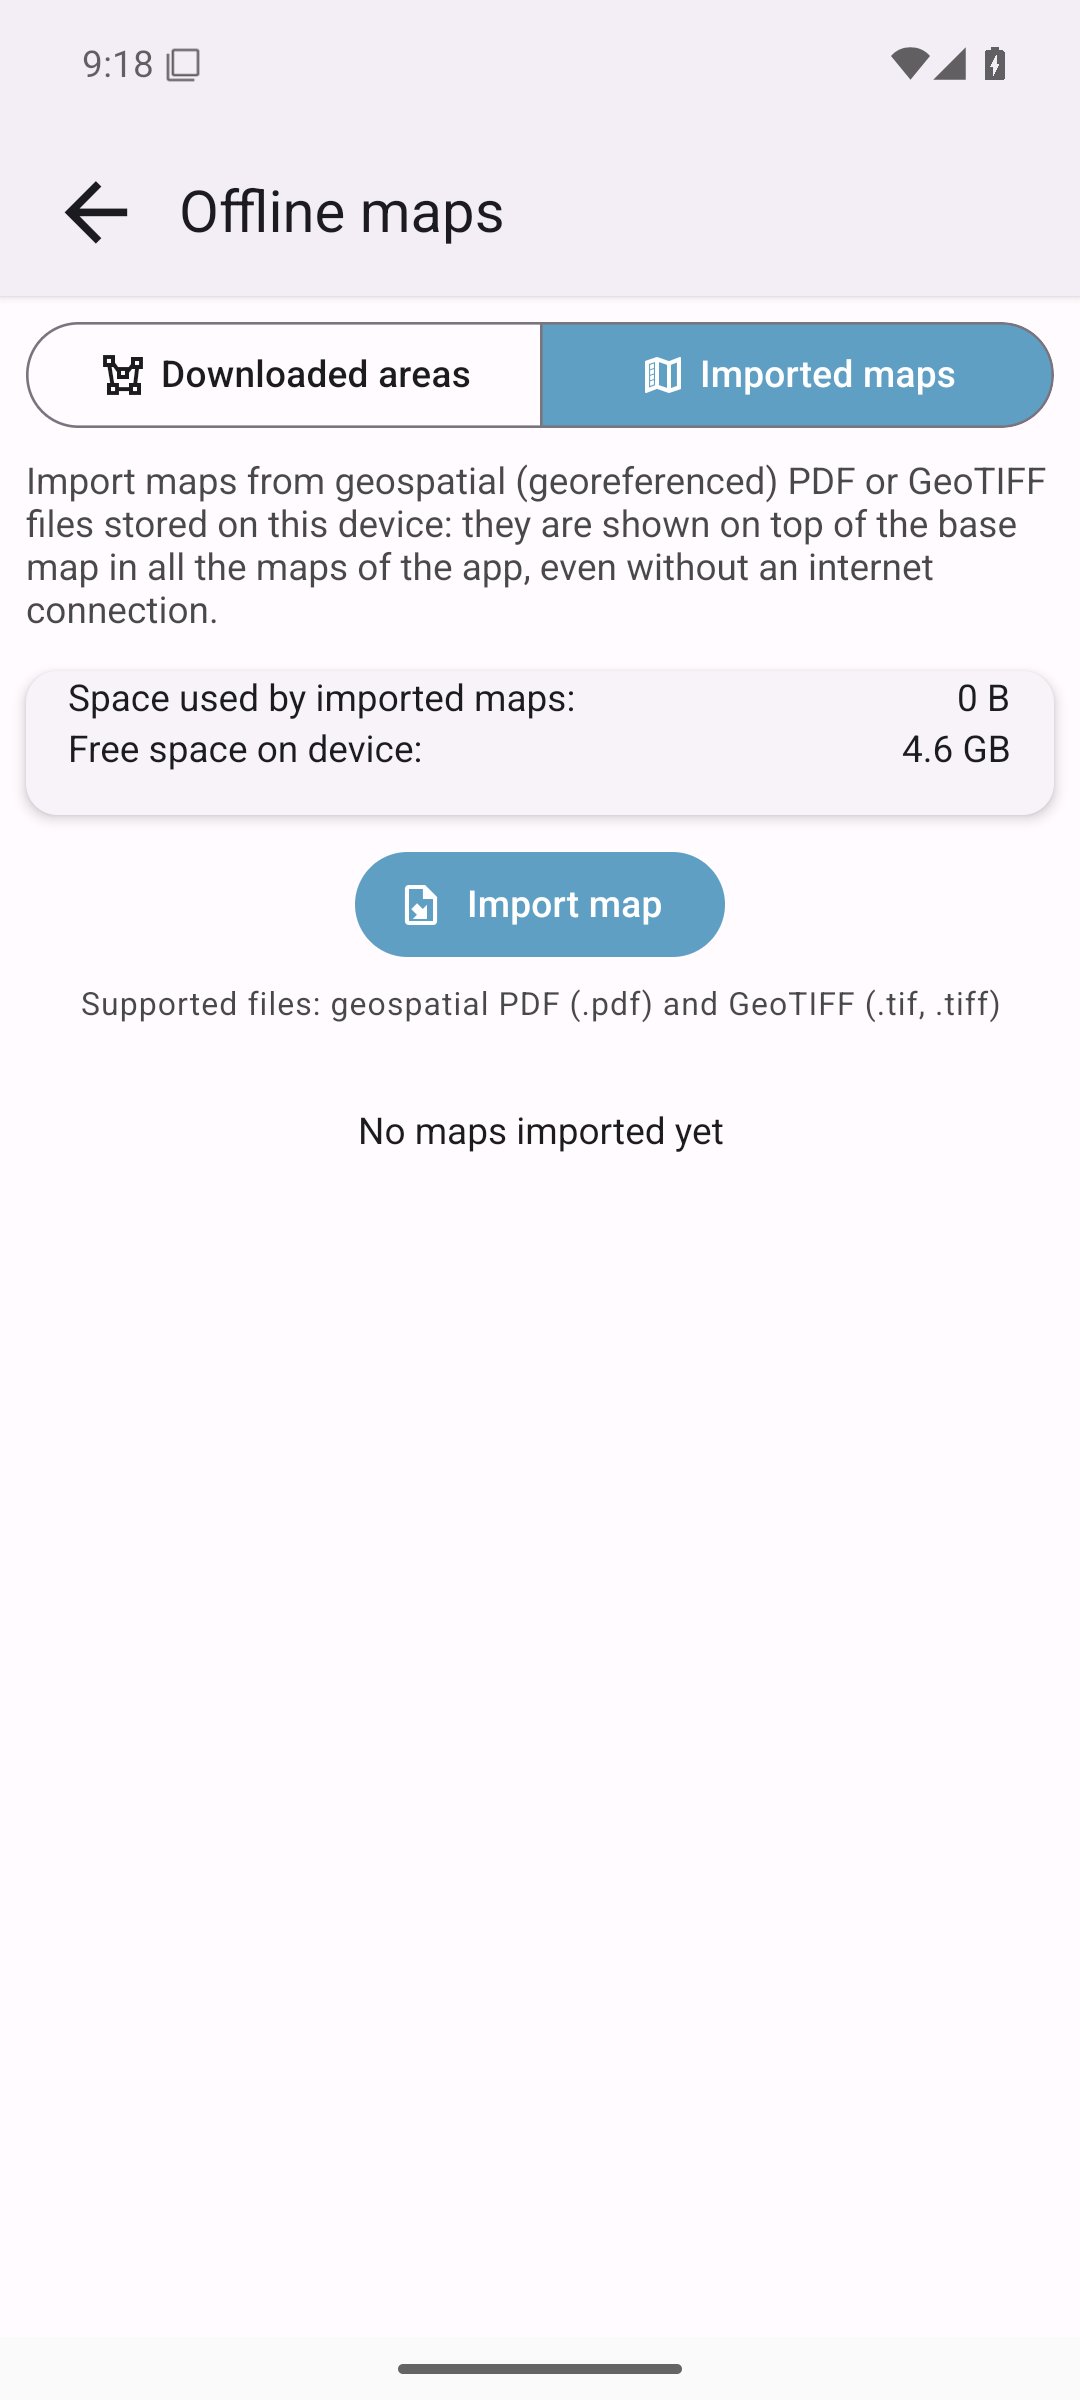 9:18
Offline maps
Downloaded areas
Imported maps
Import maps from geospatial (georeferenced) PDF or GeoTIFF
files stored on this device: they are shown on top of the base
map in all the maps of the app, even without an internet
connection.
Space used by imported maps: 0 B
Free space on device: 4.6 GB
Import map
Supported files: geospatial PDF (.pdf) and GeoTIFF (.tif, .tiff)
No maps imported yet